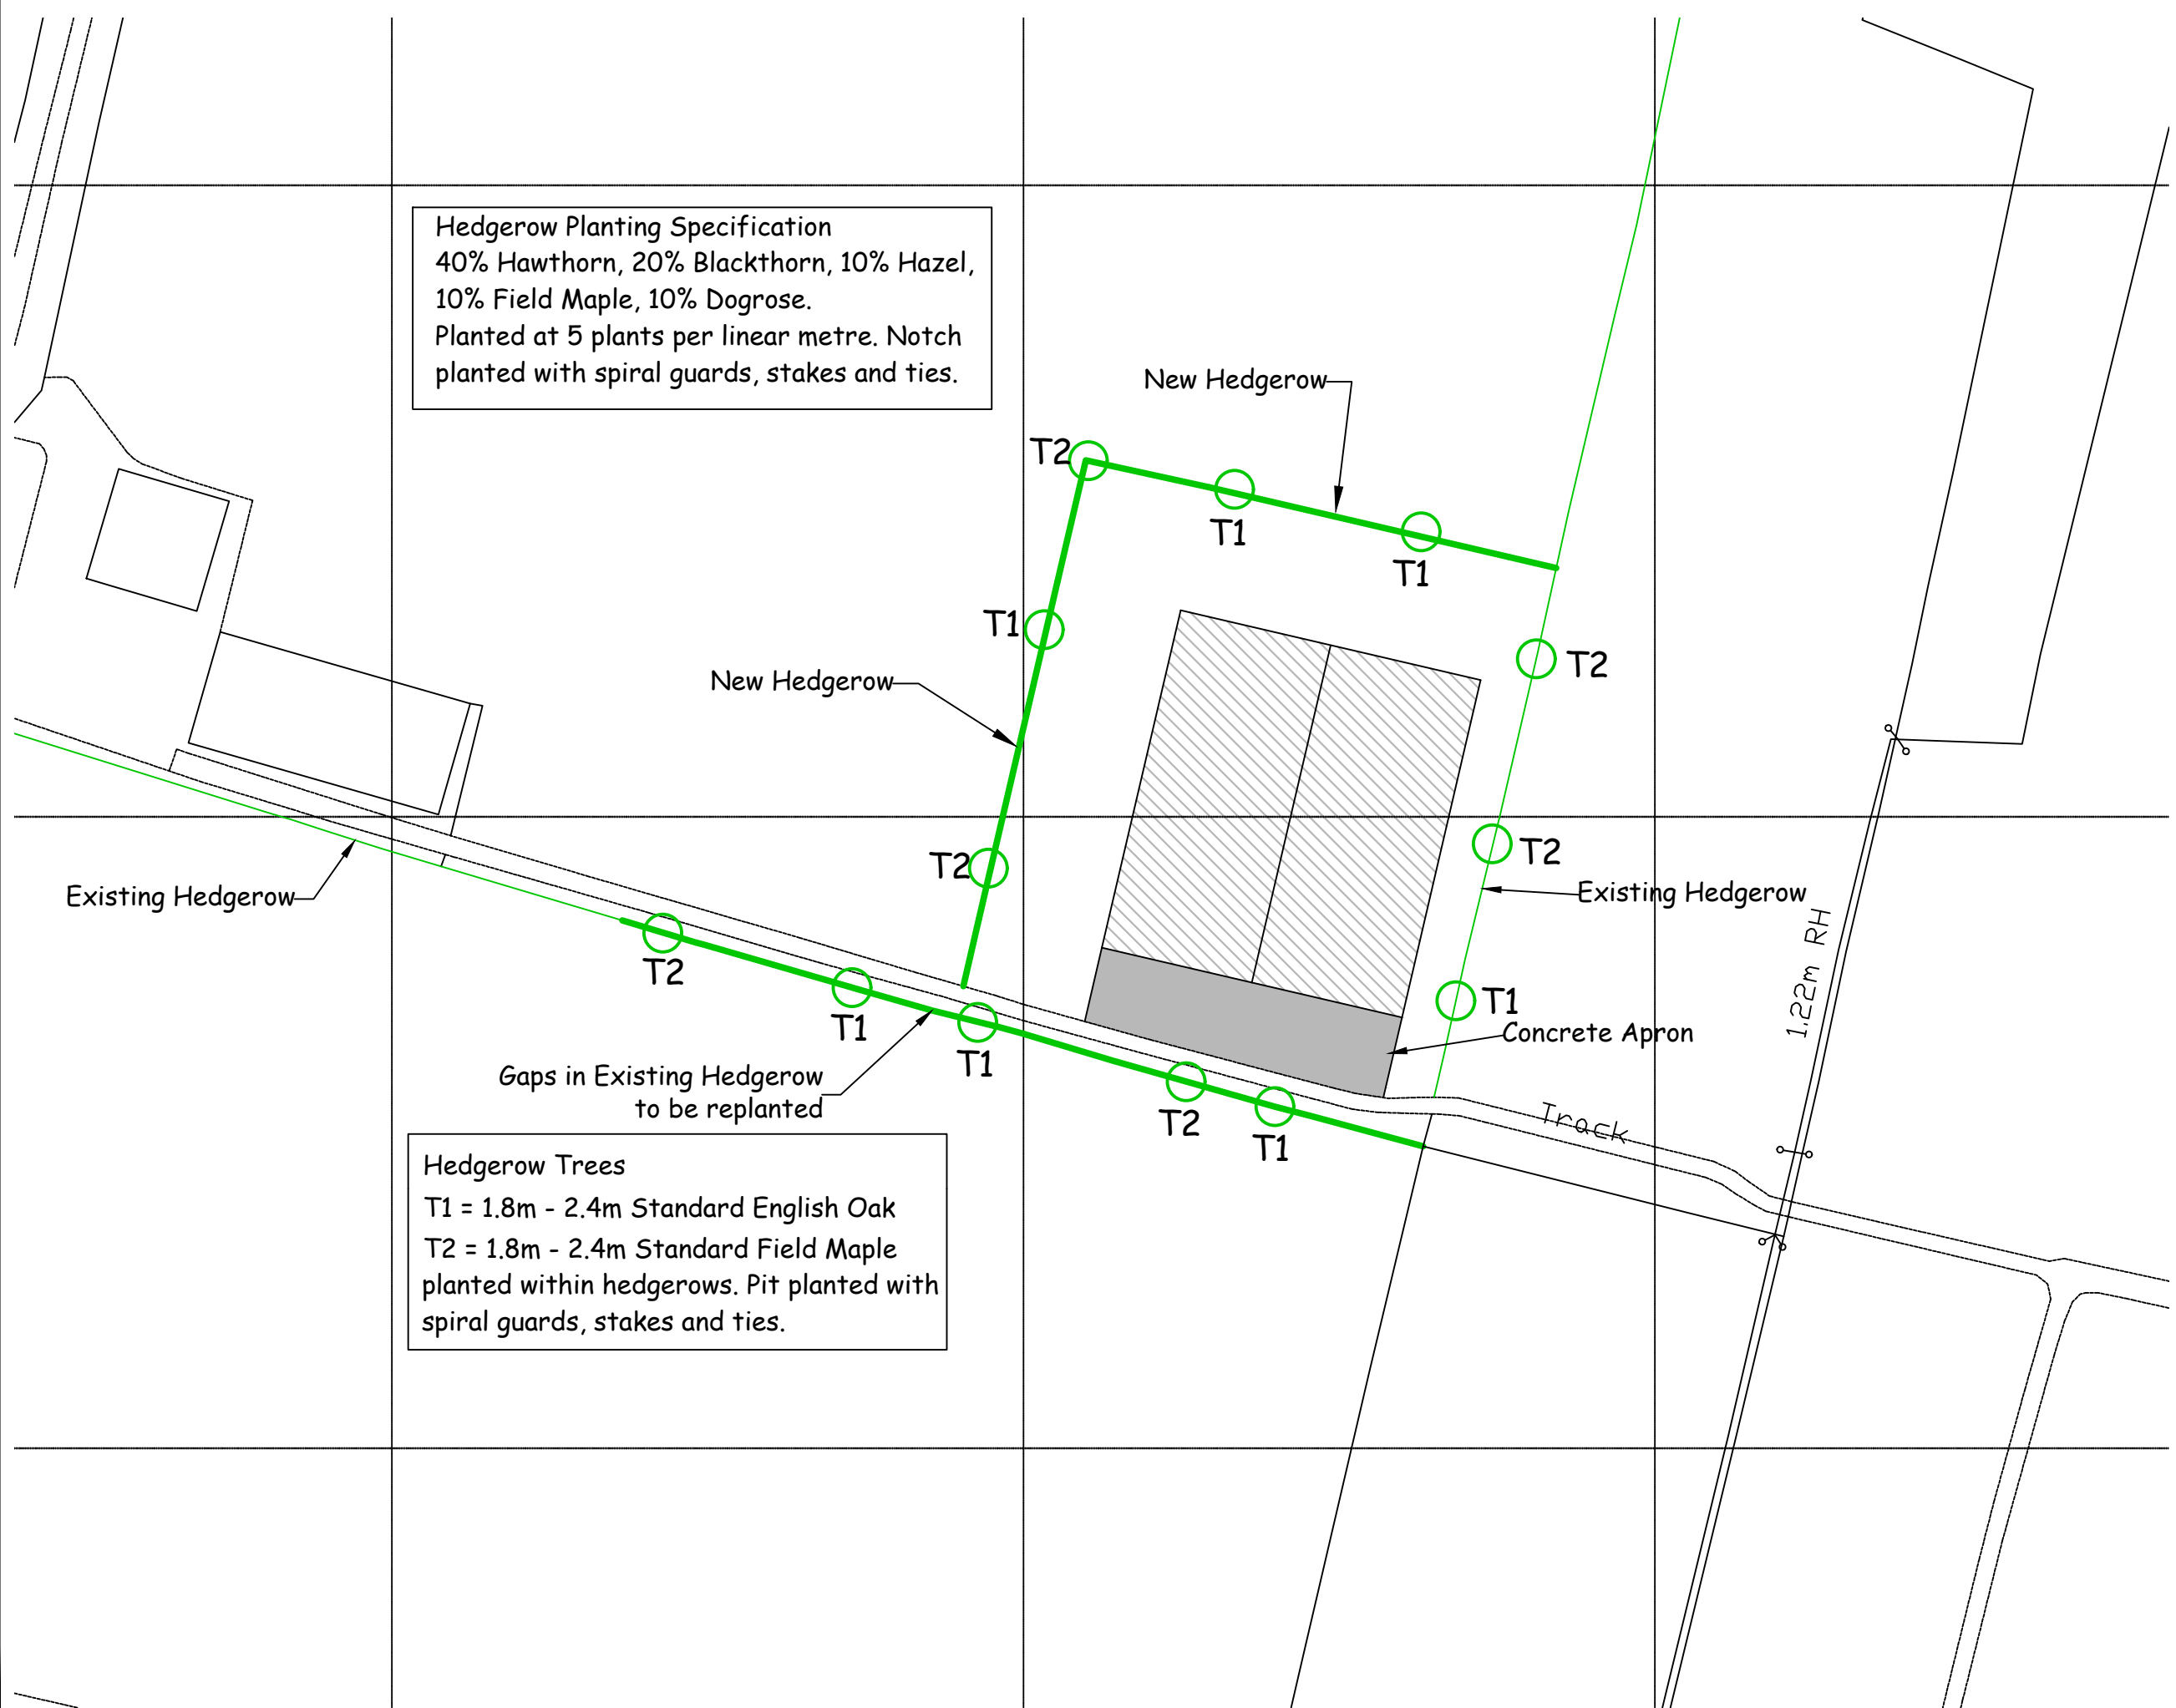 Hedgerow Planting Specification
40% Hawthorn, 20% Blackthorn, 10% Hazel,
10% Field Maple, 10% Dogrose.
Planted at 5 plants per linear metre. Notch
planted with spiral guards, stakes and ties.
New Hedgerow
T2
T1
T1
T1
T2
New Hedgerow
T2
T2
Existing Hedgerow
Existing Hedgerow
1.22m RH
T2
T1
T1
T1
Concrete Apron
Gaps in Existing Hedgerow
to be replanted
T2
T1
Track
Hedgerow Trees
T1 = 1.8m - 2.4m Standard English Oak
T2 = 1.8m - 2.4m Standard Field Maple
planted within hedgerows. Pit planted with
spiral guards, stakes and ties.